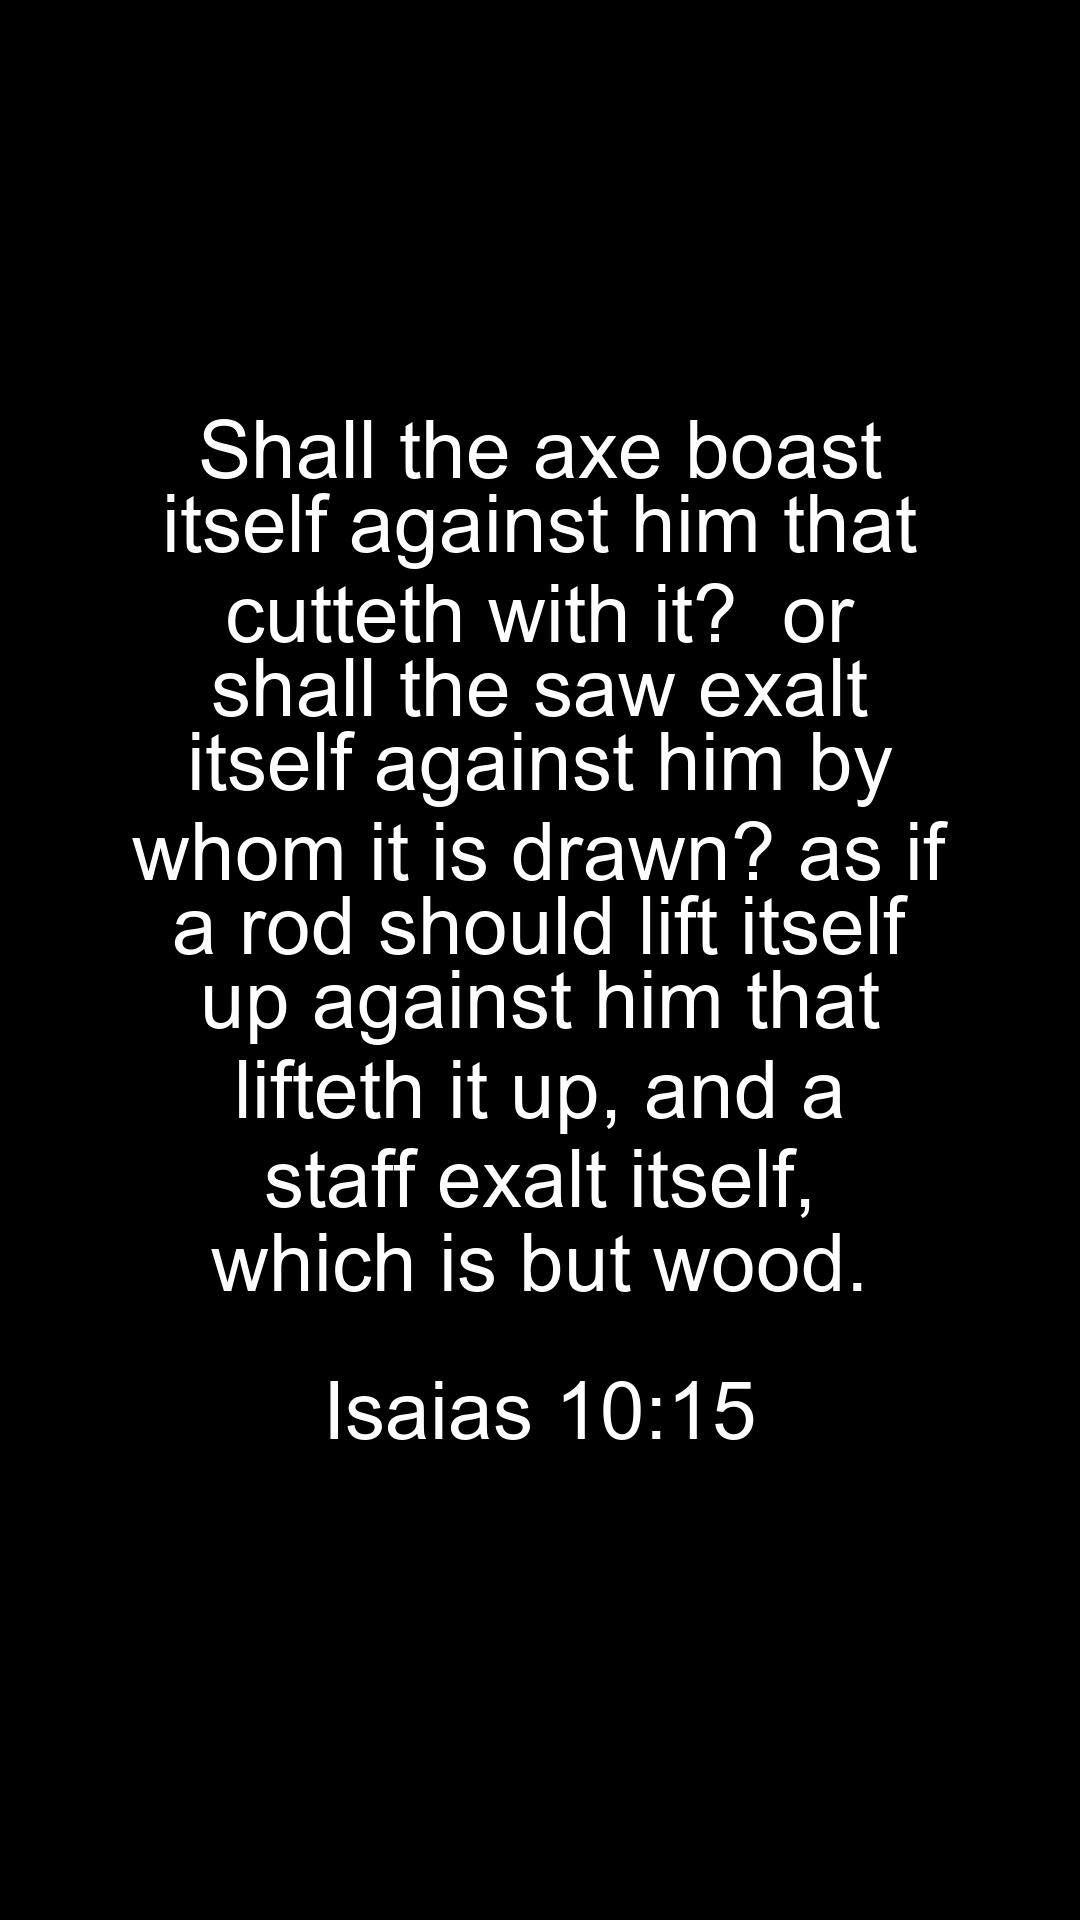 Shall the axe boast
itself against him that
cutteth with it?  or
shall the saw exalt
itself against him by
whom it is drawn? as if
a rod should lift itself
up against him that
lifteth it up, and a
staff exalt itself,
which is but wood.
Isaias 10:15